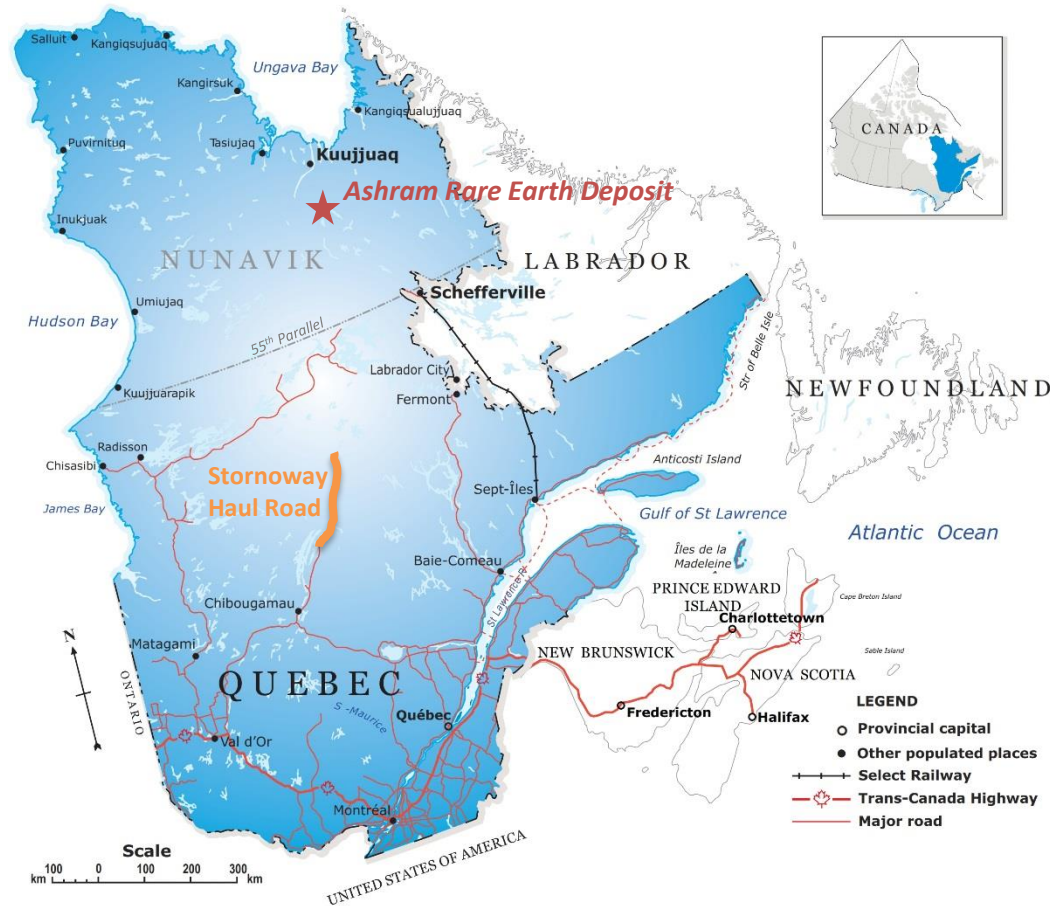 Salluit
Kangiqsujuaq
Ungava Bay
Kangirsuk
Kangiqsualujjuaq
Puvirnituq
Tasiujaq
Kuujjuaq
CANADA
Ashram Rare Earth Deposit
Inukjuak
NUNAVIK
LABRADOR
Umiujaq
Schefferville
Hudson Bay
55th Parallel
Str of Belle Isle
Labrador City
Fermont
Kuujjuarapik
NEWFOUNDLAND
Radisson
Chisasibi
Stornoway
Haul Road
Anticosti Island
Sept-Îles
James Bay
Gulf of St Lawrence
Atlantic Ocean
Îles de la
Madeleine
Baie-Comeau
St Lawrence R
PRINCE EDWARD
ISLAND
Cape Breton Island
Chibougamau
Charlottetown
N
Matagami
NEW BRUNSWICK
Sable Island
NOVA SCOTIA
ONTARIO
QUEBEC
S -Maurice
Québec
Fredericton
Halifax
Val d'Or
Montréal
UNITED STATES OF AMERICA
LEGEND
Provincial capital
Other populated places
Select Railway
Trans-Canada Highway
Major road
Scale
100 0 100 200 300
km km